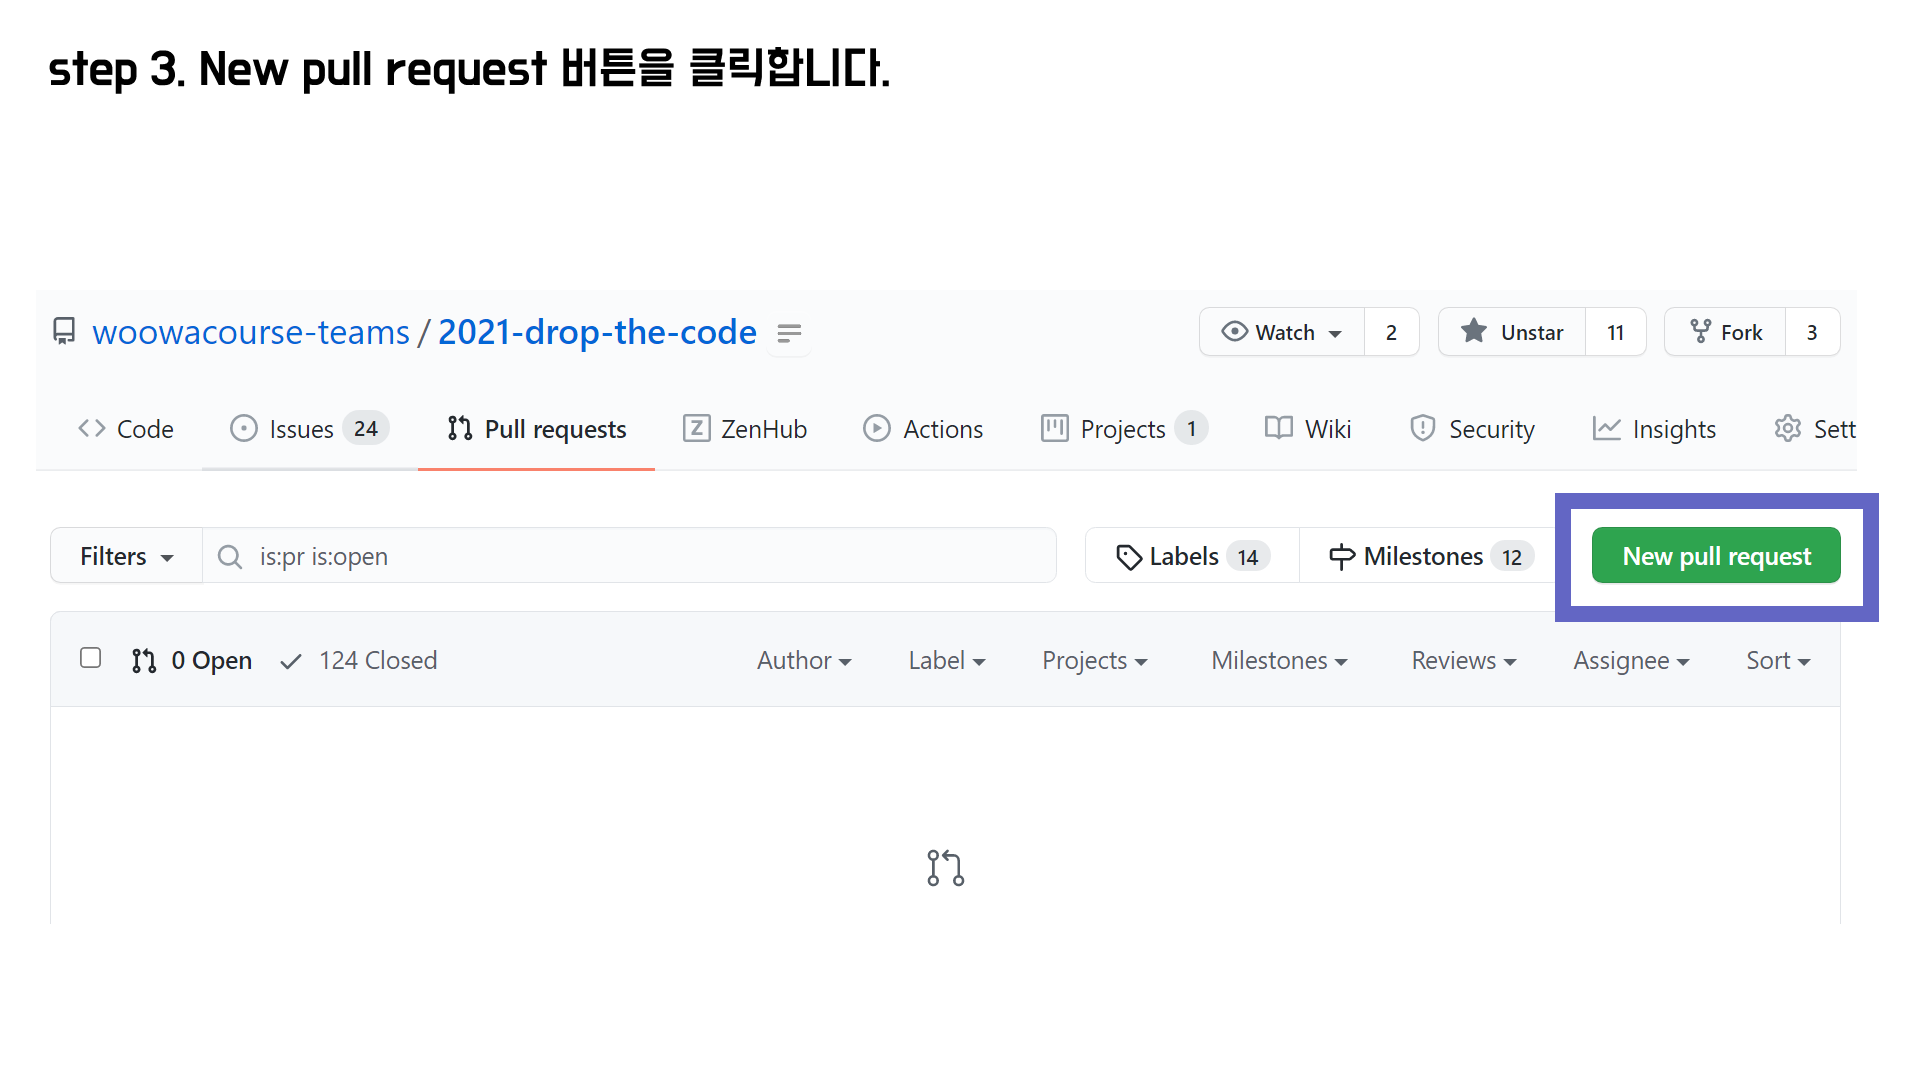 step 3. New pull request 버튼을 클릭합니다.
woowacourse-teams / 2021-drop-the-code
Watch 2 Unstar 11 Fork 3
Code Issues 24 Pull requests ZenHub Actions Projects 1 Wiki Security Insights Sett
Filters is:pr is:open Labels 14 Milestones 12 New pull request
0 Open 124 Closed Author Label Projects Milestones Reviews Assignee Sort